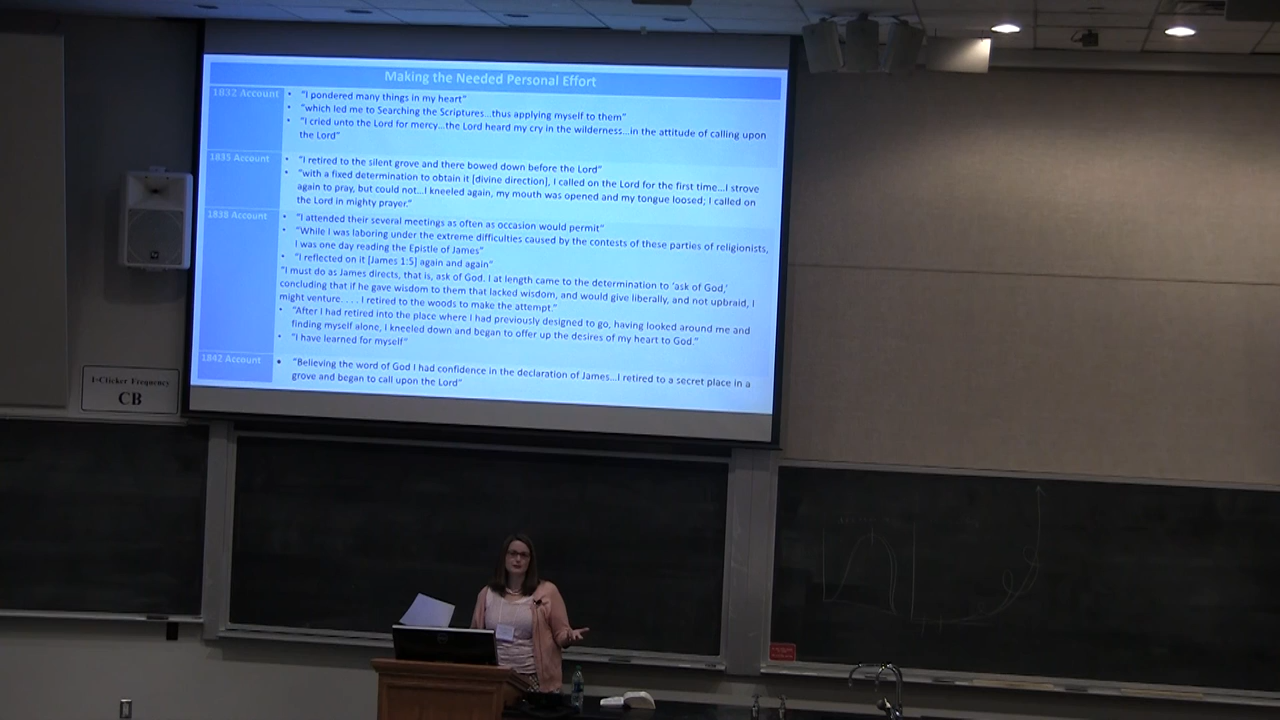 Making the Needed Personal Effort
1832 Account
• "I pondered many things in my heart"
• "which led me to Searching the Scriptures...thus applying myself to them"
• "I cried unto the Lord for mercy...the Lord heard my cry in the wilderness...in the attitude of calling upon
the Lord"
1835 Account
• "I retired to the silent grove and there bowed down before the Lord"
• "with a fixed determination to obtain it [divine direction], I called on the Lord for the first time...I strove
again to pray, but could not...I kneeled again, my mouth was opened and my tongue loosed; I called on
the Lord in mighty prayer."
1838 Account
• "I attended their several meetings as often as occasion would permit"
• "While I was laboring under the extreme difficulties caused by the contests of these parties of religionists,
I was one day reading the Epistle of James"
• "I reflected on it [James 1:5] again and again"
"I must do as James directs, that is, ask of God. I at length came to the determination to 'ask of God,'
concluding that if he gave wisdom to them that lacked wisdom, and would give liberally, and not upbraid, I
might venture. . . . I retired to the woods to make the attempt."
• "After I had retired into the place where I had previously designed to go, having looked around me and
finding myself alone, I kneeled down and began to offer up the desires of my heart to God."
• "I have learned for myself"
1842 Account
• "Believing the word of God I had confidence in the declaration of James...I retired to a secret place in a
grove and began to call upon the Lord"
I-Clicker Frequency
CB